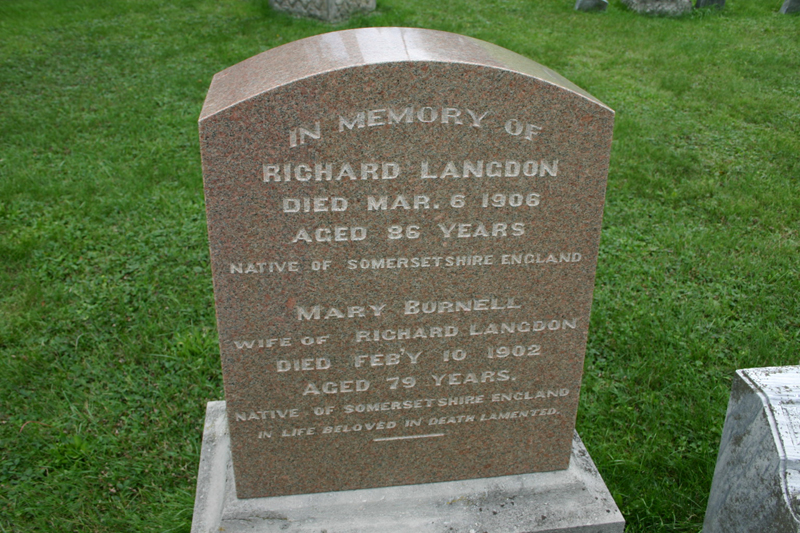 IN MEMORY OF
RICHARD LANGDON
DIED MAR. 6 1906
AGED 86 YEARS
NATIVE OF SOMERSETSHIRE ENGLAND
MARY BURNELL
WIFE OF RICHARD LANGDON
DIED FEB'Y 10 1902
AGED 79 YEARS.
NATIVE OF SOMERSETSHIRE ENGLAND
IN LIFE BELOVED IN DEATH LAMENTED.